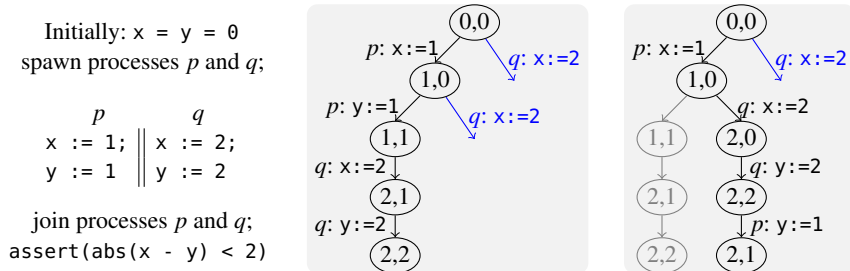 Initially: x = y = 0
spawn processes p and q;
p q
x := 1; x := 2;
y := 1 y := 2
join processes p and q;
assert(abs(x - y) < 2)
0,0
p: x:=1
q: x:=2
1,0
p: y:=1
q: x:=2
1,1
q: x:=2
2,1
q: y:=2
2,2
0,0
p: x:=1
q: x:=2
1,0
q: x:=2
1,1 2,0
q: y:=2
2,1 2,2
p: y:=1
2,2 2,1